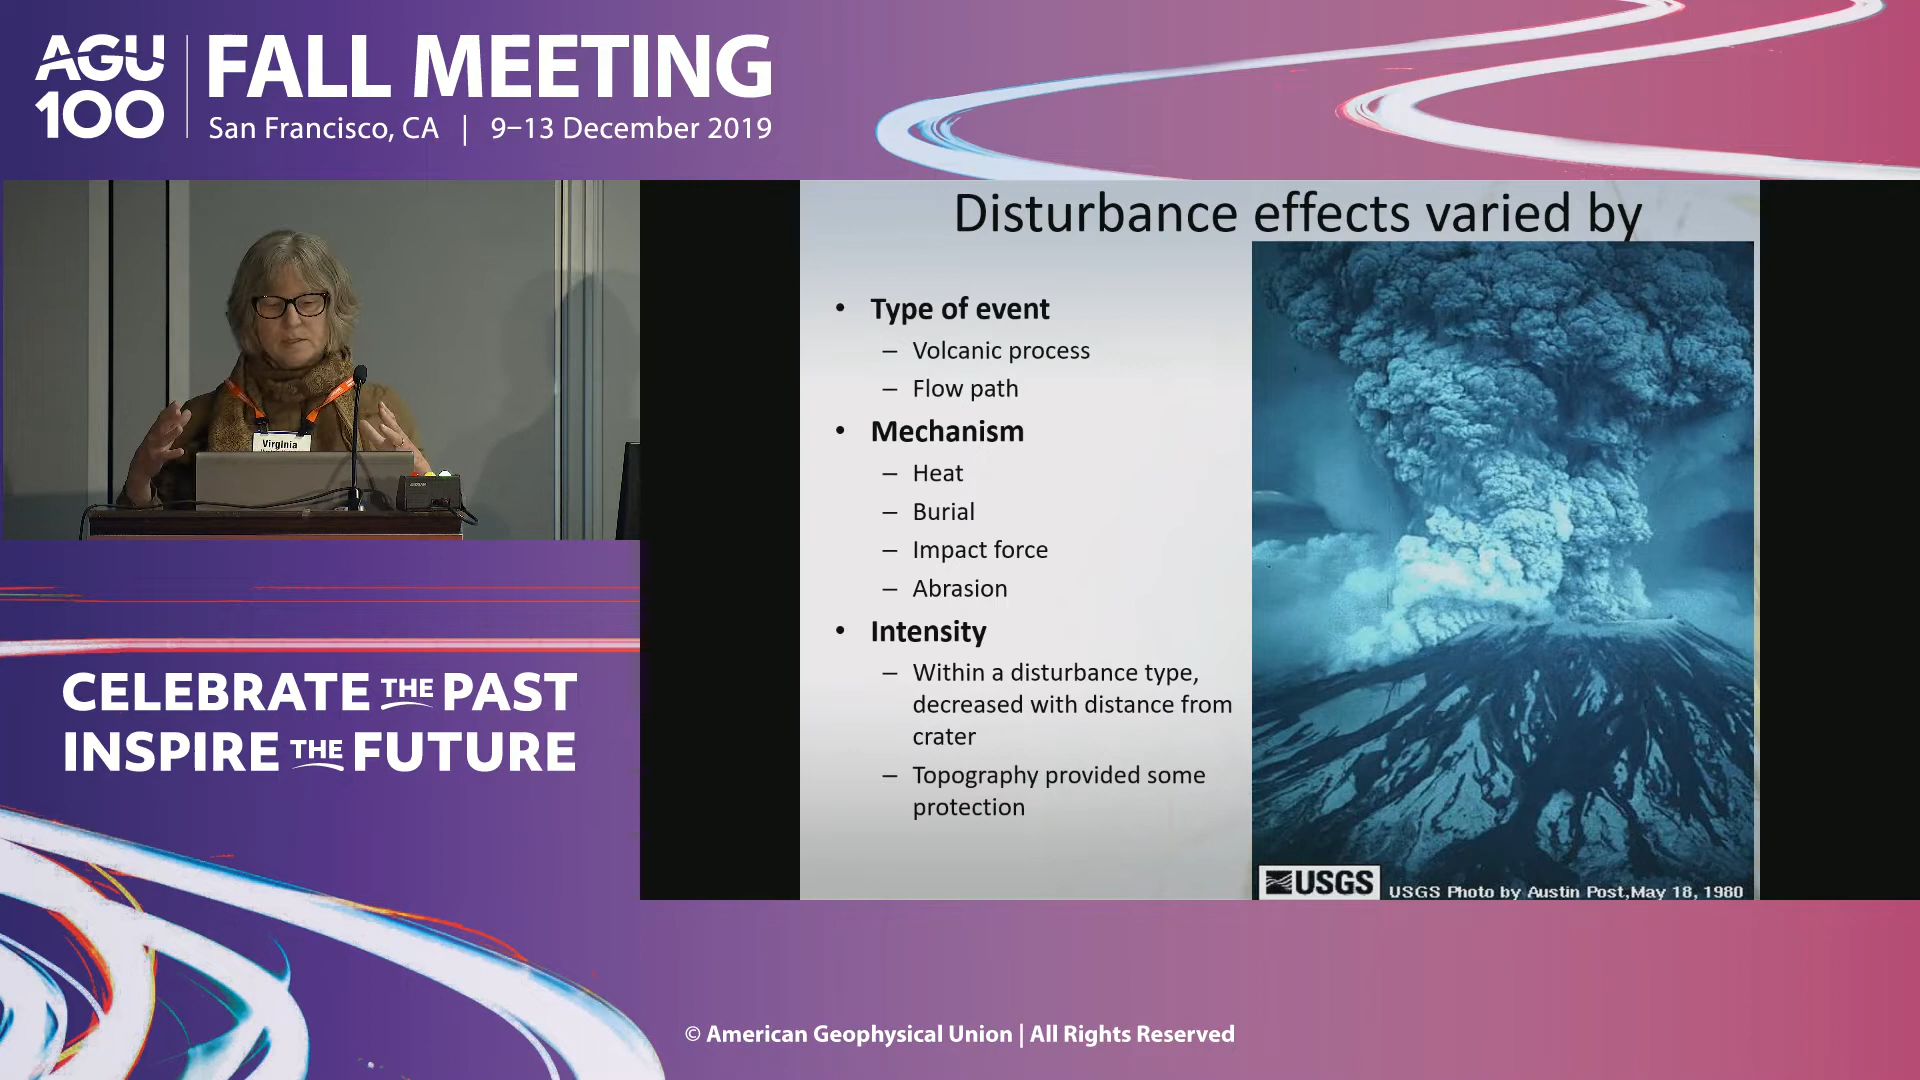 AGU
100
FALL MEETING
San Francisco, CA | 9–13 December 2019
Virginia
CELEBRATE THE PAST
INSPIRE THE FUTURE
Disturbance effects varied by
• Type of event
– Volcanic process
– Flow path
• Mechanism
– Heat
– Burial
– Impact force
– Abrasion
• Intensity
– Within a disturbance type,
decreased with distance from
crater
– Topography provided some
protection
USGS
USGS Photo by Austin Post,May 18, 1980
© American Geophysical Union | All Rights Reserved